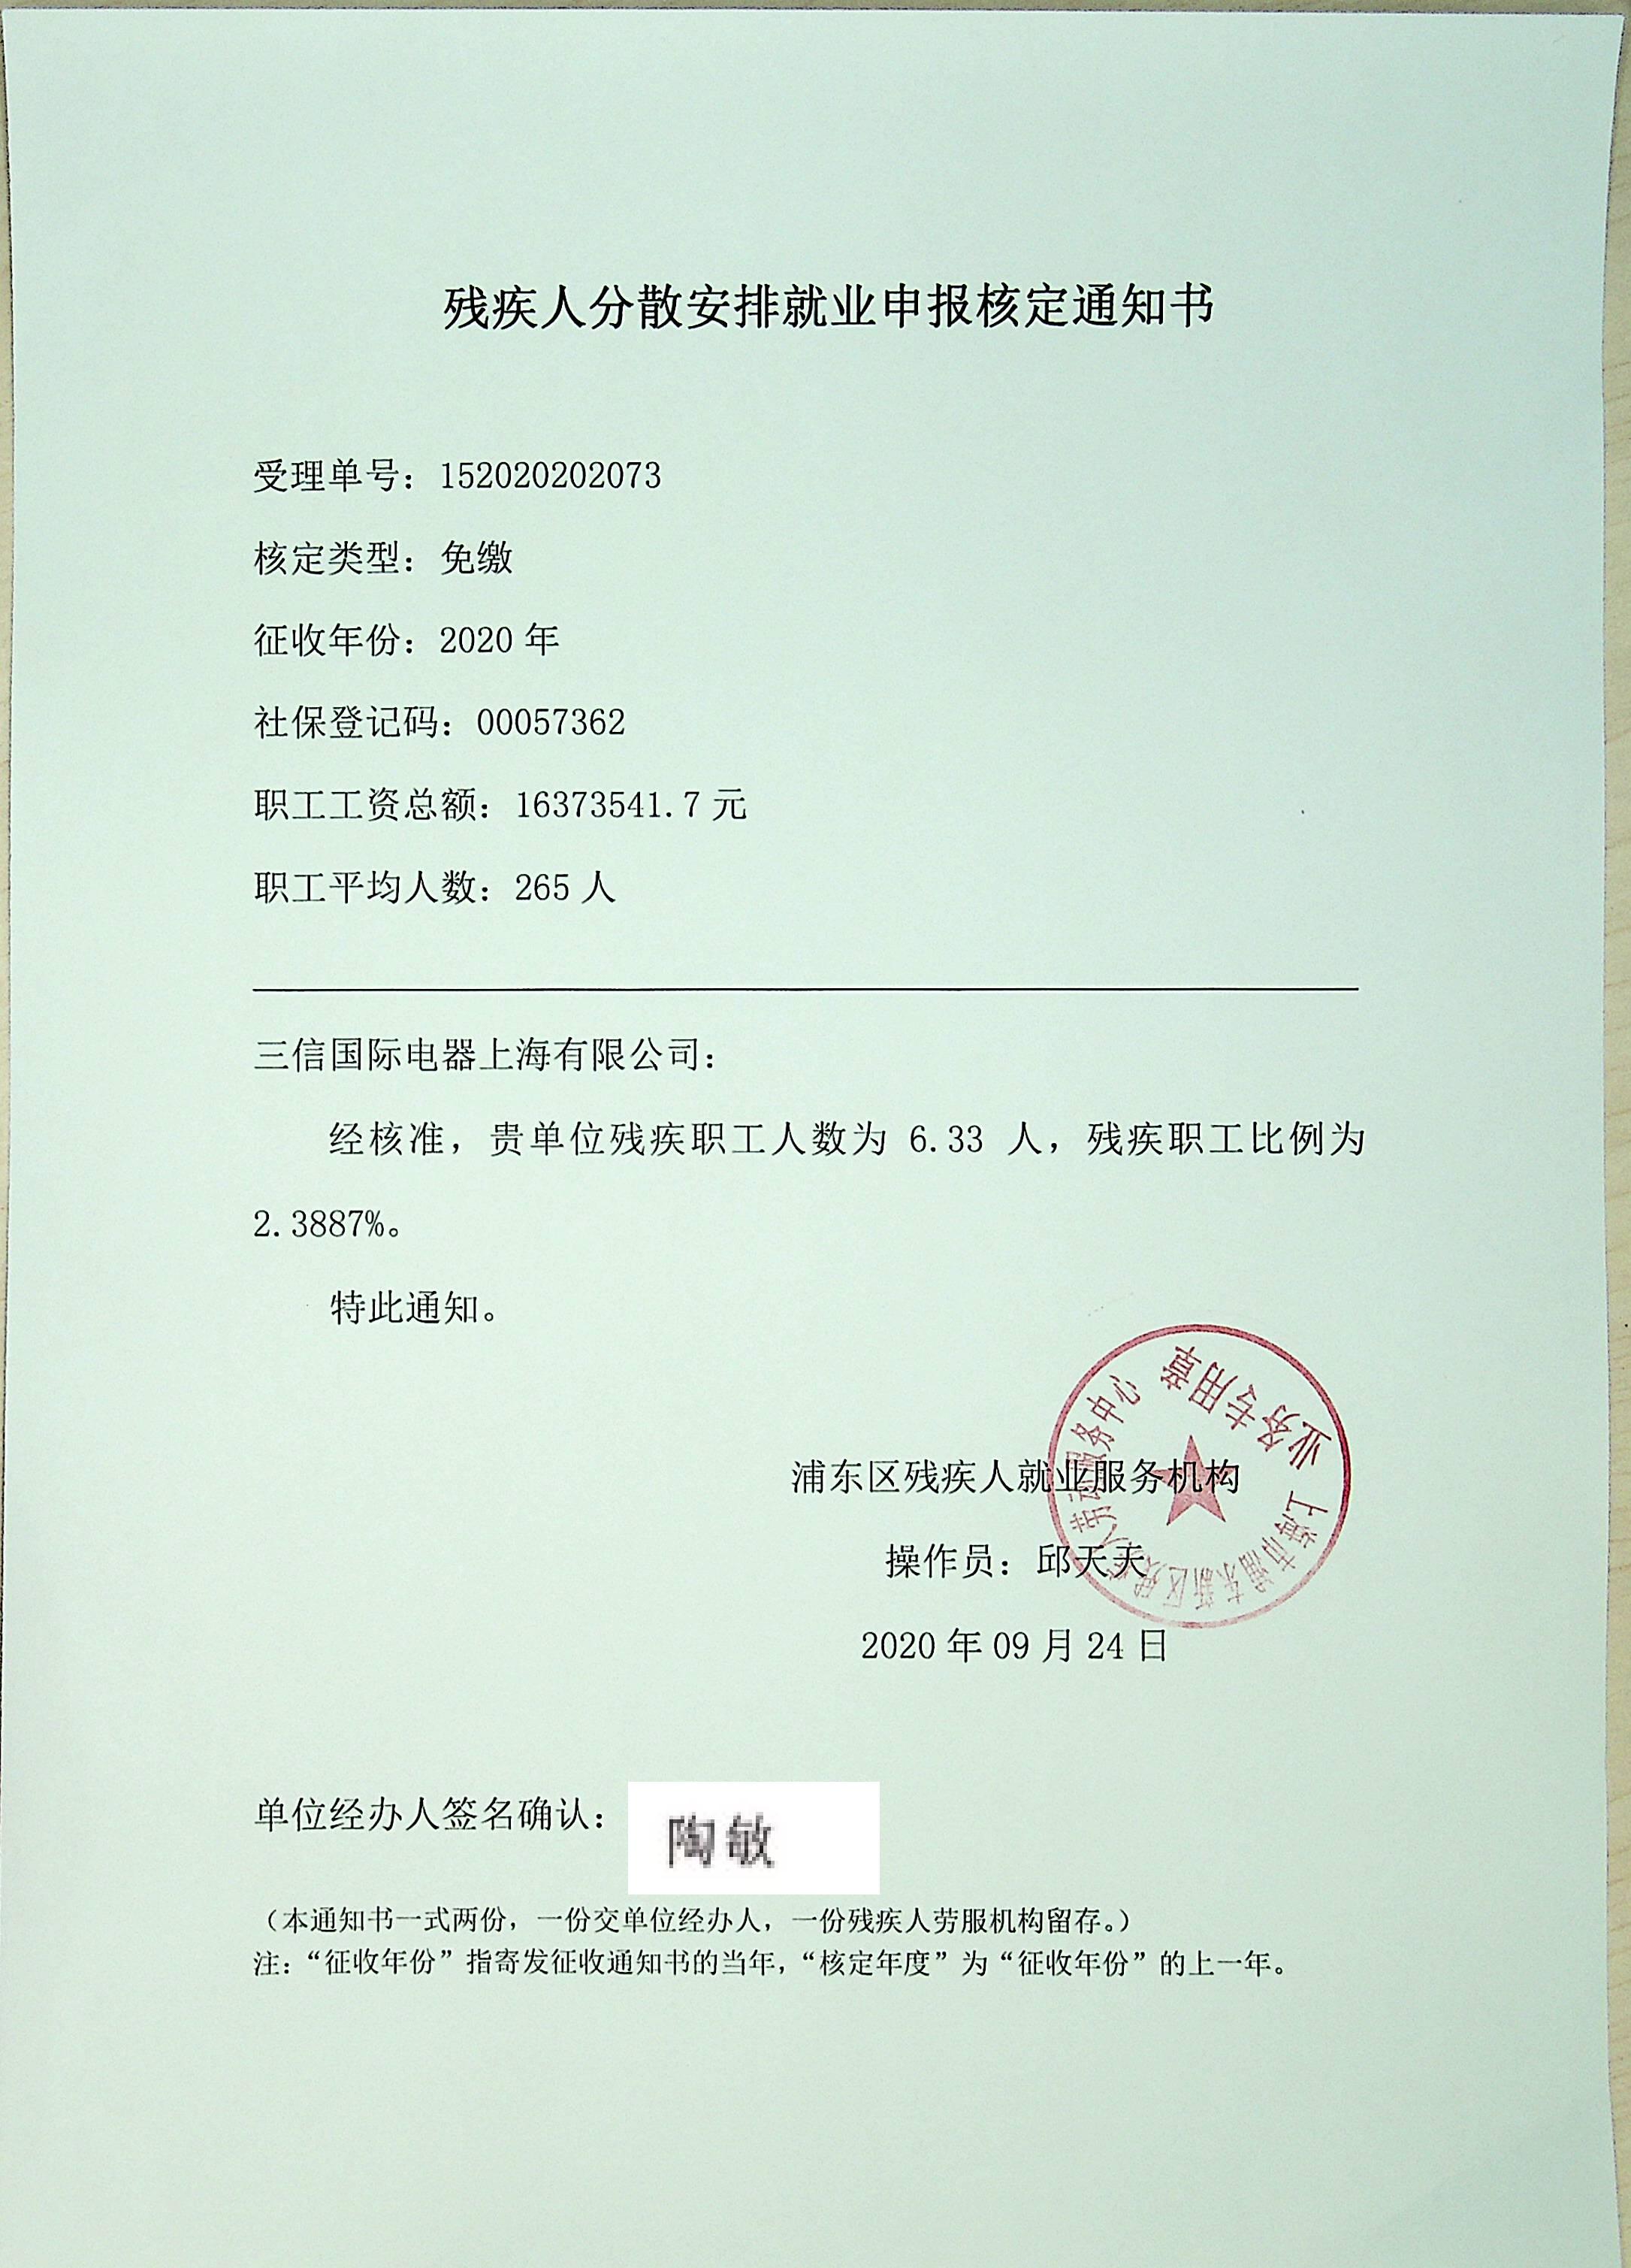 残疾人分散安排就业申报核定通知书
受理单号：152020202073
核定类型：免缴
征收年份：2020 年
社保登记码：00057362
职工工资总额：16373541.7 元
职工平均人数：265 人
三信国际电器上海有限公司：
经核准，贵单位残疾职工人数为 6.33 人，残疾职工比例为
2.3887%。
特此通知。
浦东区残疾人就业服务机构
操作员：邱天天
2020 年 09 月 24 日
上海市浦东新区残疾人劳动服务中心
业务专用章
单位经办人签名确认：
陶敏
（本通知书一式两份，一份交单位经办人，一份残疾人劳服机构留存。）
注：“征收年份”指寄发征收通知书的当年，“核定年度”为“征收年份”的上一年。